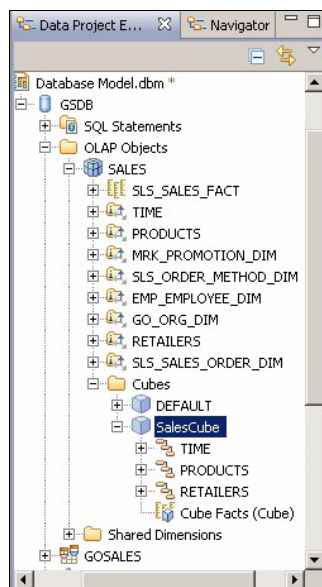 Data Project E... Navigator
Database Model.dbm *
GSDB
SQL Statements
OLAP Objects
SALES
SLS_SALES_FACT
TIME
PRODUCTS
MRK_PROMOTION_DIM
SLS_ORDER_METHOD_DIM
EMP_EMPLOYEE_DIM
GO_ORG_DIM
RETAILERS
SLS_SALES_ORDER_DIM
Cubes
DEFAULT
SalesCube
TIME
PRODUCTS
RETAILERS
Cube Facts (Cube)
Shared Dimensions
GOSALES